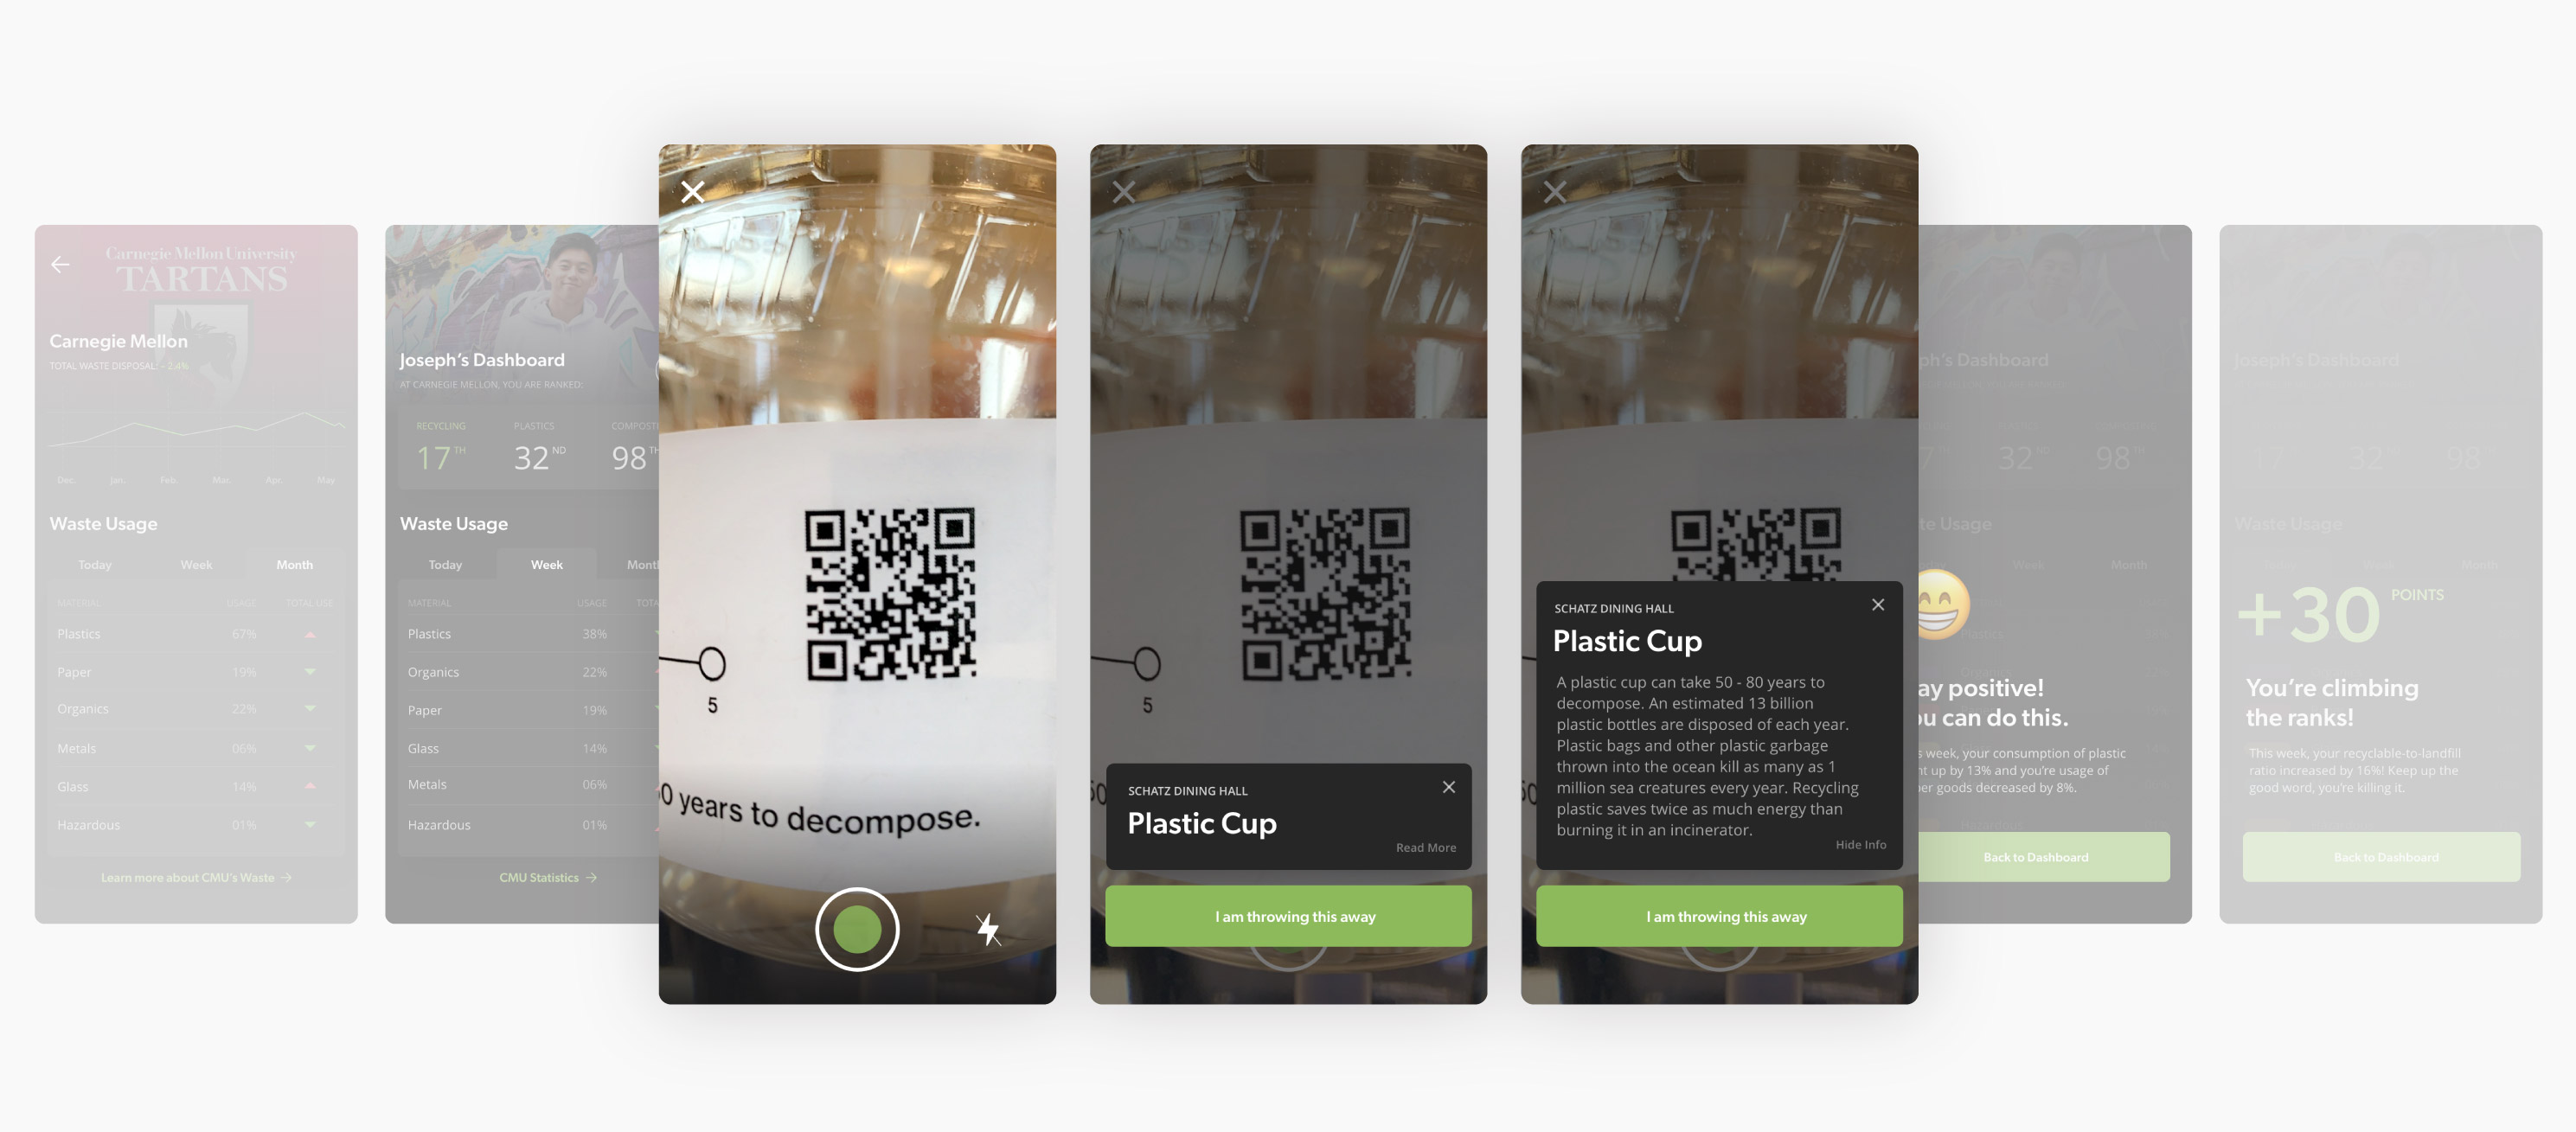 Carnegie Mellon University
TARTANS
Carnegie Mellon
TOTAL WASTE DISPOSAL: - 2.4%
Dec. Jan. Feb. Mar. Apr. May
Waste Usage
Today Week Month
MATERIAL USAGE TOTAL USE
Plastics 67%
Paper 19%
Organics 22%
Metals 06%
Glass 14%
Hazardous 01%
Learn more about CMU's Waste →
Joseph's Dashboard
AT CARNEGIE MELLON, YOU ARE RANKED:
RECYCLING PLASTICS
17 TH 32 ND 98
Waste Usage
Today Week
MATERIAL USAGE
Plastics 38%
Organics 22%
Paper 19%
Glass 14%
Metals 06%
Hazardous 01%
CMU Statistics →
5
0 years to decompose.
5
SCHATZ DINING HALL
Plastic Cup
Read More
I am throwing this away
SCHATZ DINING HALL
Plastic Cup
A plastic cup can take 50 - 80 years to
decompose. An estimated 13 billion
plastic bottles are disposed of each year.
Plastic bags and other plastic garbage
thrown into the ocean kill as many as 1
million sea creatures every year. Recycling
plastic saves twice as much energy than
burning it in an incinerator.
Hide Info
I am throwing this away
ph's Dashboard
7 32 ND 98 TH
te Usage
Week Month
Plastics
Hazardous
ay positive!
ou can do this.
s week, your consumption of plastic
nt up by 13% and you're usage of
er goods decreased by 8%.
Back to Dashboard
Joseph's Dashboard
17 32 98
Waste Usage
Month
+30 POINTS
You're climbing
the ranks!
This week, your recyclable-to-landfill
ratio increased by 16%! Keep up the
good word, you're killing it.
Back to Dashboard